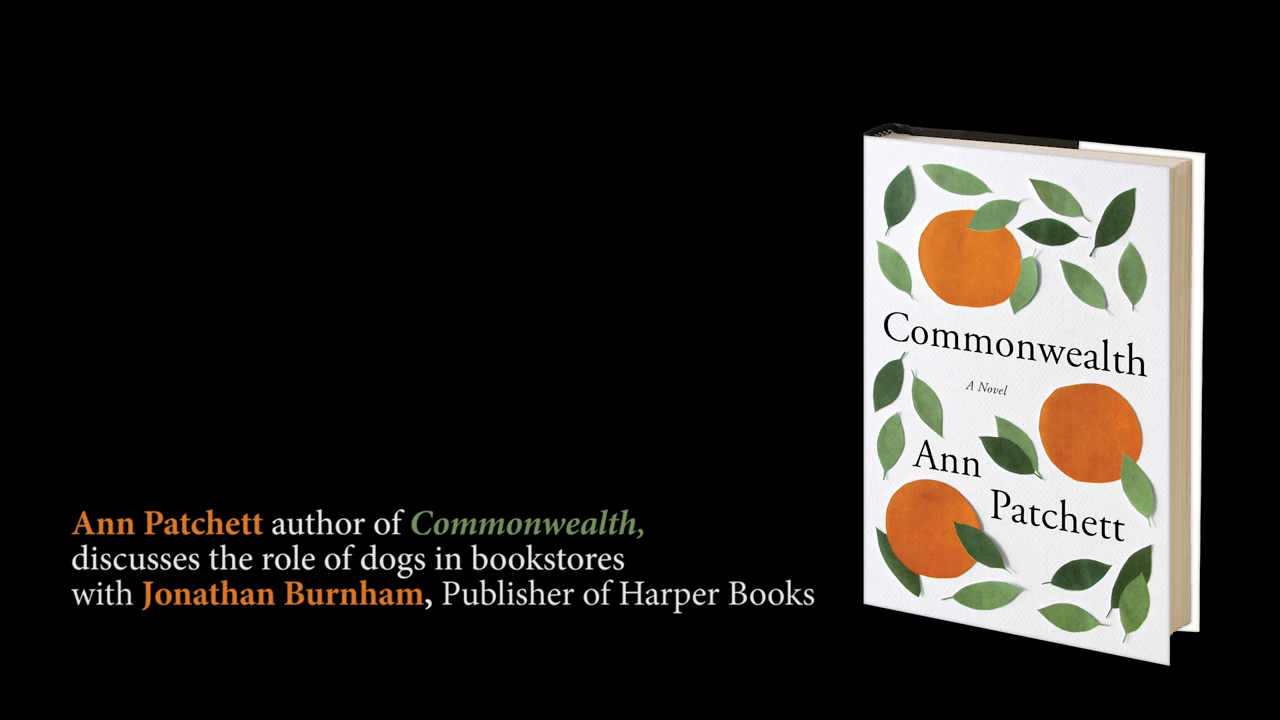 Commonwealth
A Novel
Ann
Patchett
Ann Patchett author of Commonwealth,
discusses the role of dogs in bookstores
with Jonathan Burnham, Publisher of Harper Books